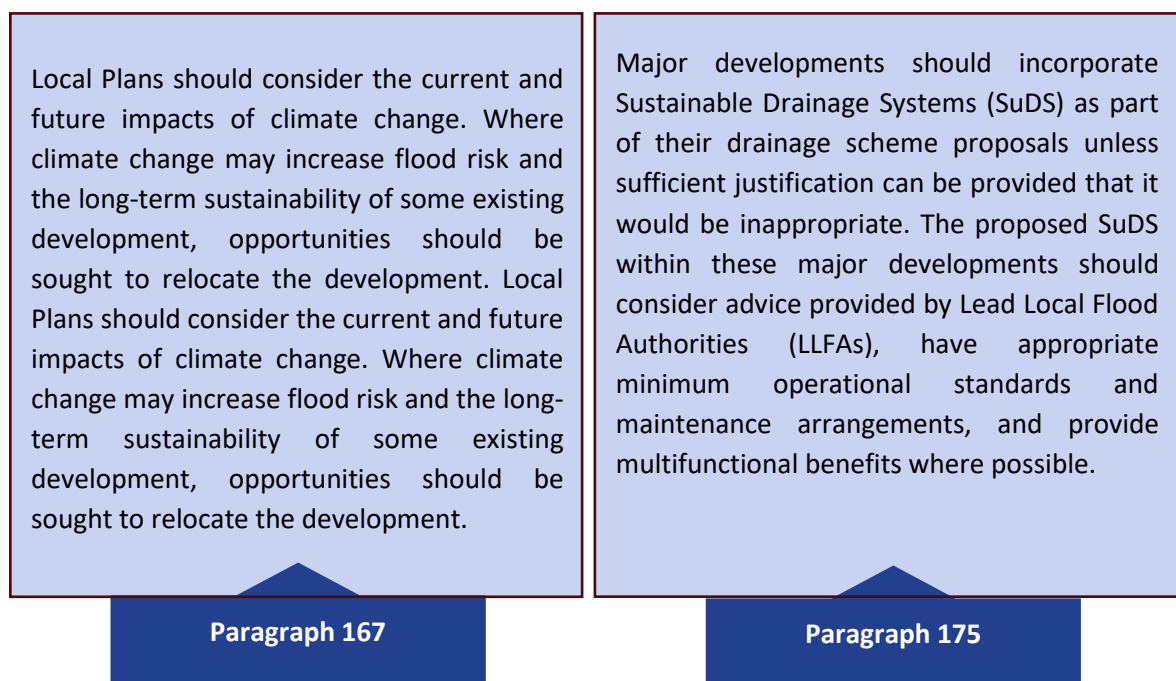 Local Plans should consider the current and
future impacts of climate change. Where
climate change may increase flood risk and
the long-term sustainability of some existing
development, opportunities should be
sought to relocate the development. Local
Plans should consider the current and future
impacts of climate change. Where climate
change may increase flood risk and the long-
term sustainability of some existing
development, opportunities should be
sought to relocate the development.
Paragraph 167
Major developments should incorporate
Sustainable Drainage Systems (SuDS) as part
of their drainage scheme proposals unless
sufficient justification can be provided that it
would be inappropriate. The proposed SuDS
within these major developments should
consider advice provided by Lead Local Flood
Authorities (LLFAs), have appropriate
minimum operational standards and
maintenance arrangements, and provide
multifunctional benefits where possible.
Paragraph 175